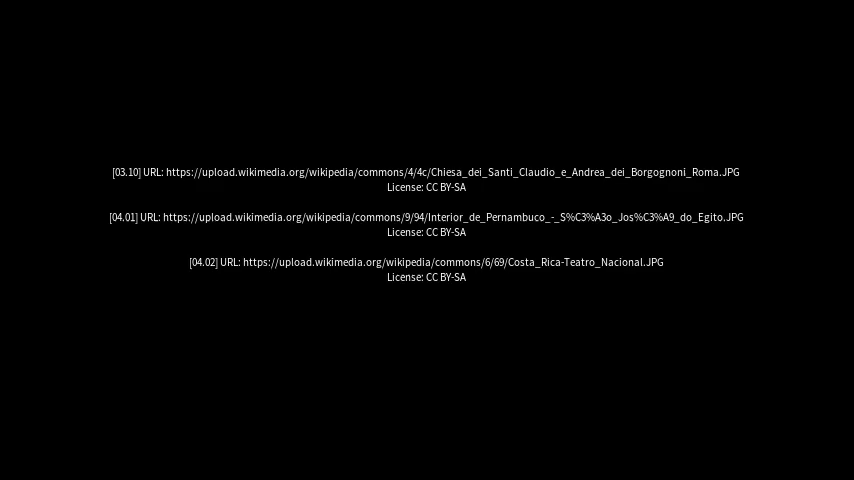 [03.10] URL: https://upload.wikimedia.org/wikipedia/commons/4/4c/Chiesa_dei_Santi_Claudio_e_Andrea_dei_Borgognoni_Roma.JPG
License: CC BY-SA
[04.01] URL: https://upload.wikimedia.org/wikipedia/commons/9/94/Interior_de_Pernambuco_-_S%C3%A3o_Jos%C3%A9_do_Egito.JPG
License: CC BY-SA
[04.02] URL: https://upload.wikimedia.org/wikipedia/commons/6/69/Costa_Rica-Teatro_Nacional.JPG
License: CC BY-SA